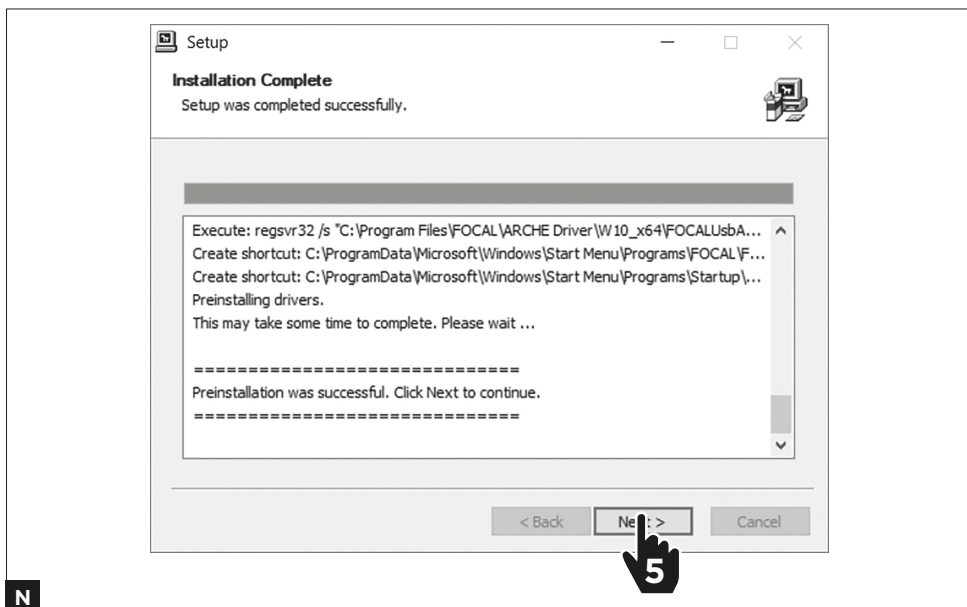 Setup
Installation Complete
Setup was completed successfully.
Execute: regsvr32 /s "C:\Program Files\FOCAL\ARCHE Driver\W10_x64\FOCALUsbA...
Create shortcut: C:\ProgramData\Microsoft\Windows\Start Menu\Programs\FOCAL\F...
Create shortcut: C:\ProgramData\Microsoft\Windows\Start Menu\Programs\Startup\...
Preinstalling drivers.
This may take some time to complete. Please wait ...
==============================
Preinstallation was successful. Click Next to continue.
==============================
< Back Next > Cancel
5
N